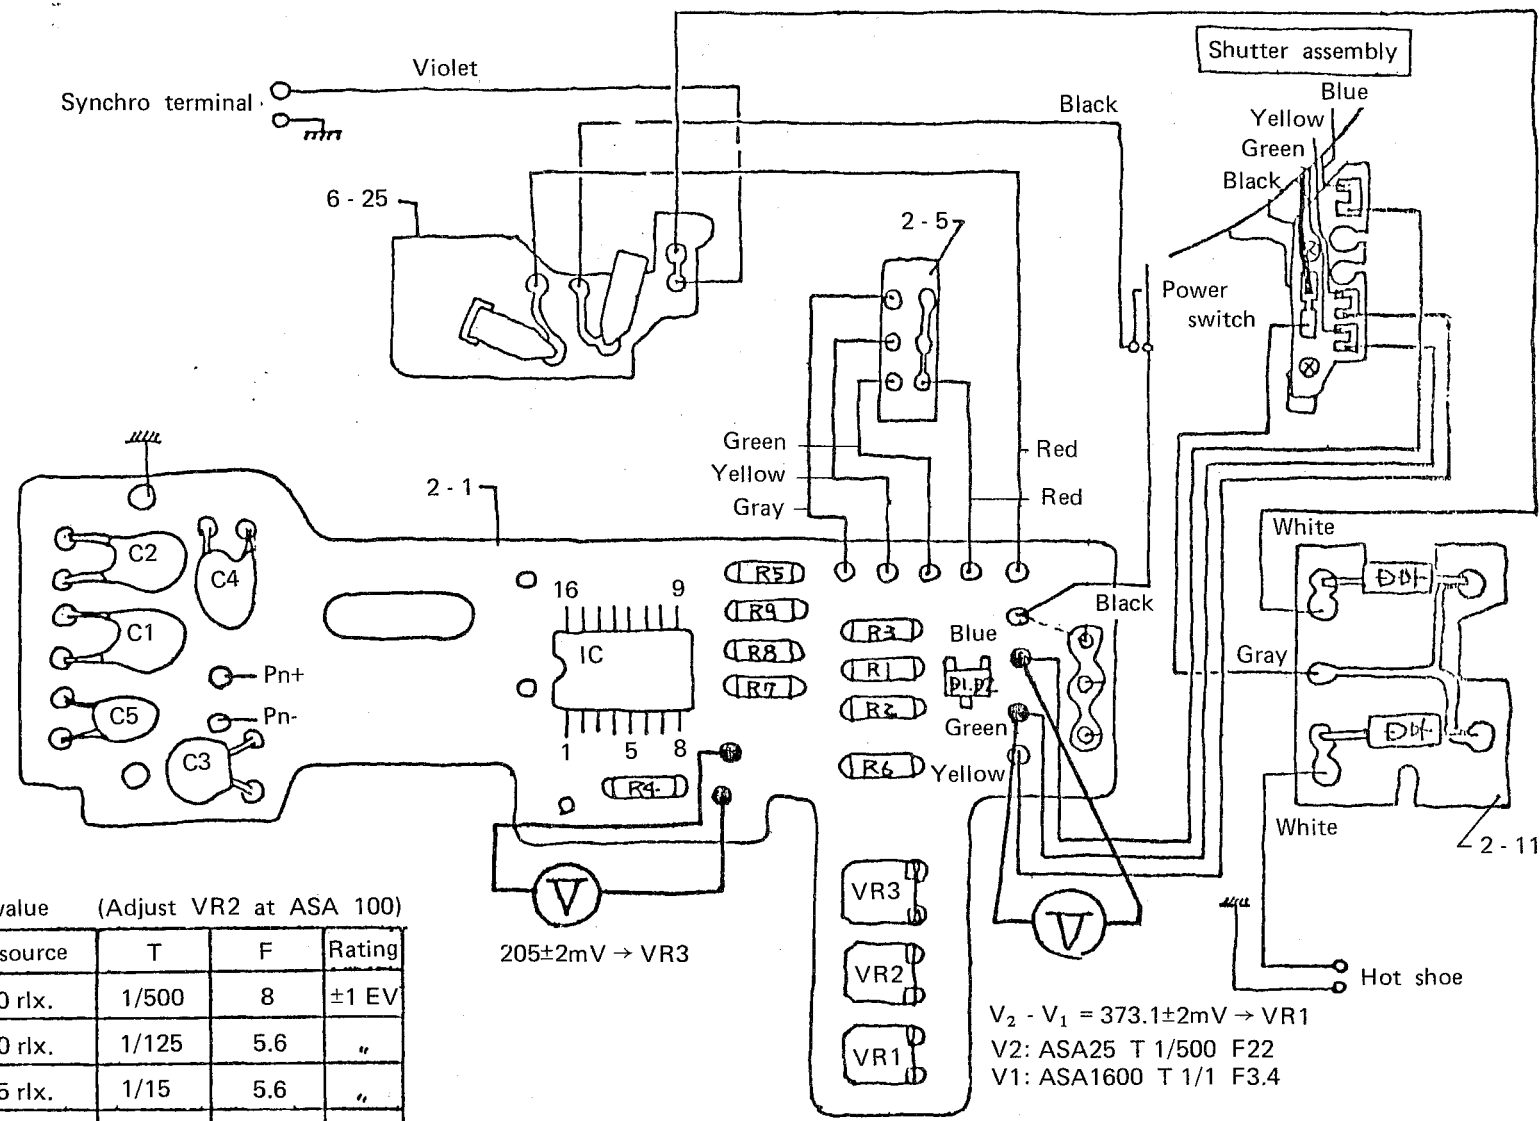 Shutter assembly
Violet
Synchro terminal
Black
Blue
Yellow
Green
Black
6 - 25
2 - 5
Power
switch
Green
Yellow
Gray
Red
Red
2 - 1
White
C2
C4
C1
C5
C3
Pn+
Pn-
16
9
IC
1
5
8
R5
R9
R8
R7
R4
R3
R1
R2
R6
D1.D2
Blue
Black
Green
Yellow
Gray
White
2 - 11
V
V
205±2mV → VR3
VR3
VR2
VR1
Hot shoe
V₂ - V₁ = 373.1±2mV → VR1
V2: ASA25 T 1/500 F22
V1: ASA1600 T 1/1 F3.4
value (Adjust VR2 at ASA 100)
source T F Rating
0 rlx. 1/500 8 ±1 EV
0 rlx. 1/125 5.6 〃
5 rlx. 1/15 5.6 〃